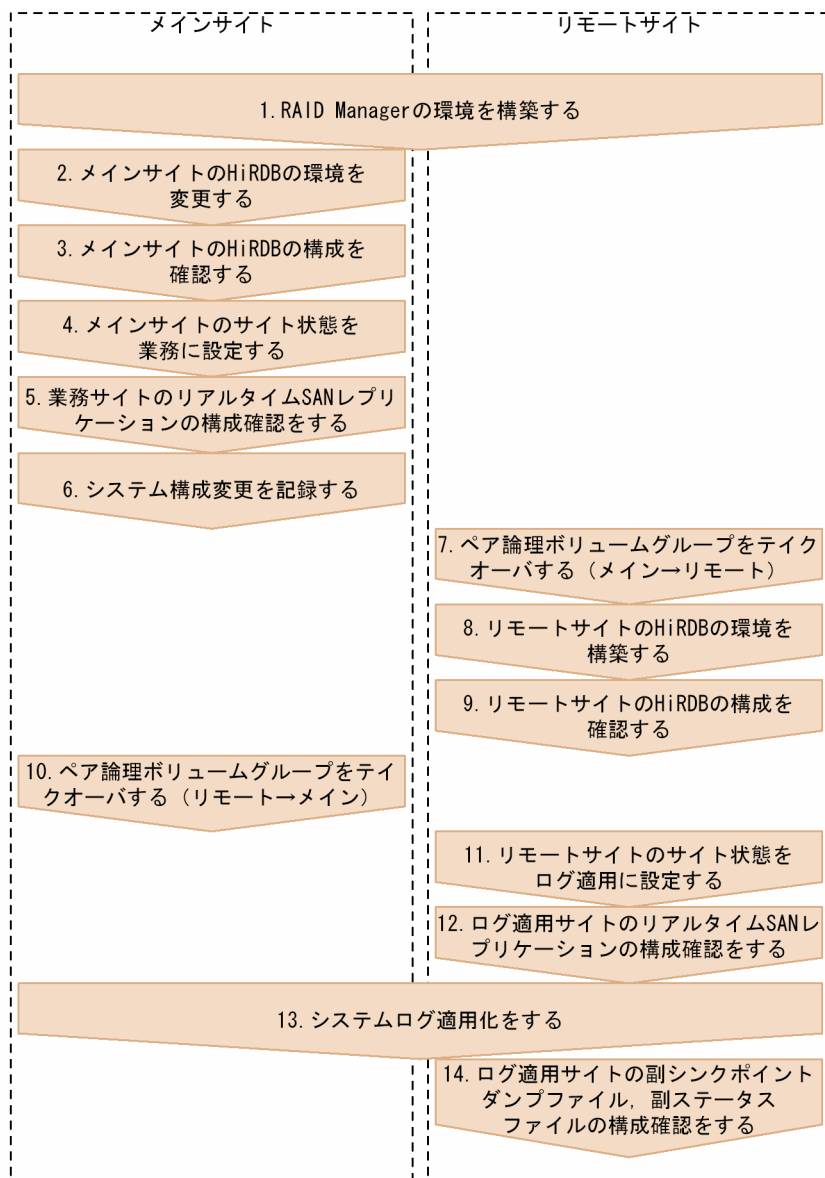 メインサイト
リモートサイト
1.RAID Managerの環境を構築する
2.メインサイトのHiRDBの環境を
変更する
3.メインサイトのHiRDBの構成を
確認する
4.メインサイトのサイト状態を
業務に設定する
5.業務サイトのリアルタイムSANレプリ
ケーションの構成確認をする
6.システム構成変更を記録する
7.ペア論理ボリュームグループをテイク
オーバする（メイン→リモート）
8.リモートサイトのHiRDBの環境を
構築する
9.リモートサイトのHiRDBの構成を
確認する
10.ペア論理ボリュームグループをテイ
クオーバする（リモート→メイン）
11.リモートサイトのサイト状態を
ログ適用に設定する
12.ログ適用サイトのリアルタイムSANレ
プリケーションの構成確認をする
13.システムログ適用化をする
14.ログ適用サイトの副シンクポイント
ダンプファイル，副ステータス
ファイルの構成確認をする